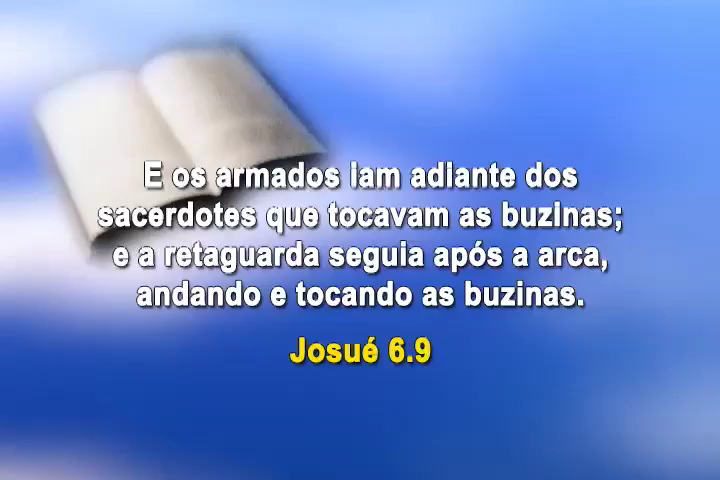 E os armados iam adiante dos
sacerdotes que tocavam as buzinas;
e a retaguarda seguia após a arca,
andando e tocando as buzinas.
Josué 6.9